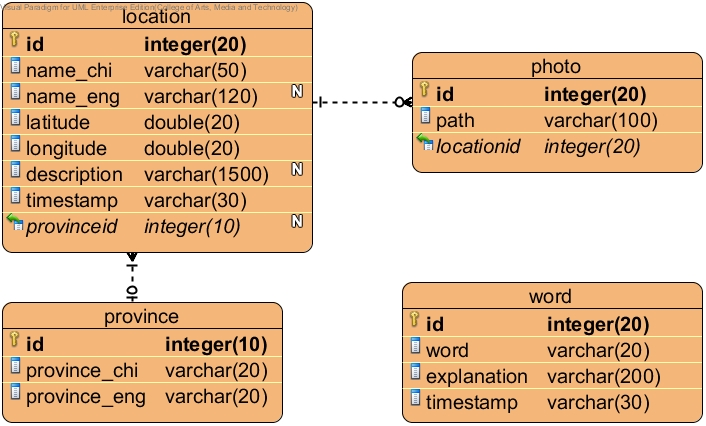 Visual Paradigm for UML Enterprise Edition(College of Arts, Media and Technology)
location
id integer(20)
name_chi varchar(50)
name_eng varchar(120) N
latitude double(20)
longitude double(20)
description varchar(1500) N
timestamp varchar(30)
provinceid integer(10) N
photo
id integer(20)
path varchar(100)
locationid integer(20)
province
id integer(10)
province_chi varchar(20)
province_eng varchar(20)
word
id integer(20)
word varchar(20)
explanation varchar(200)
timestamp varchar(30)